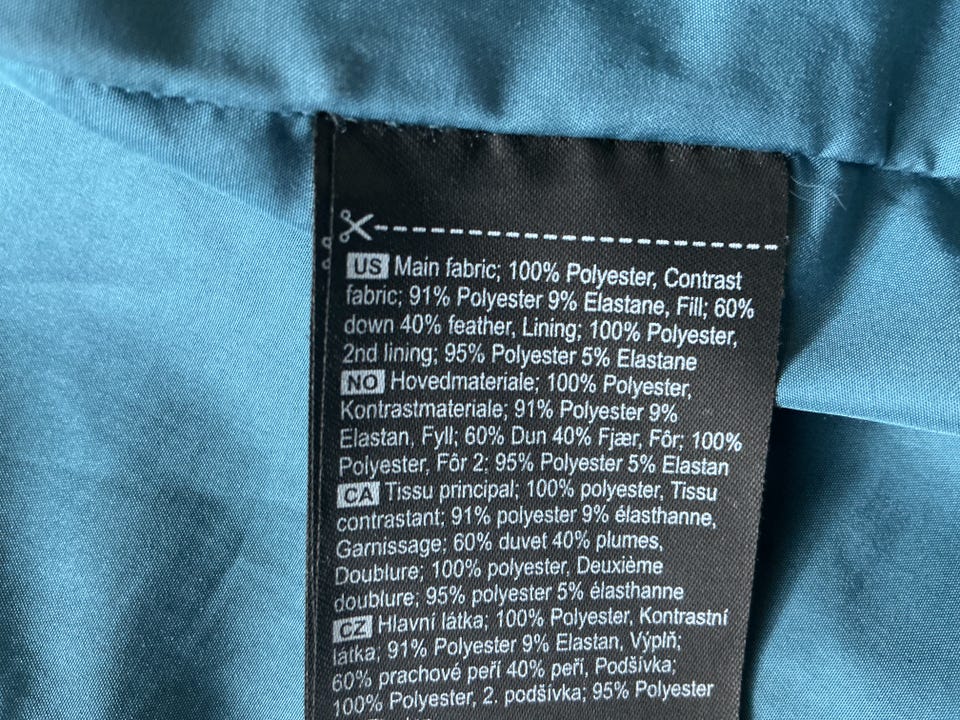 US Main fabric; 100% Polyester, Contrast
fabric; 91% Polyester 9% Elastane, Fill; 60%
down 40% feather, Lining; 100% Polyester,
2nd lining; 95% Polyester 5% Elastane
NO Hovedmateriale; 100% Polyester,
Kontrastmateriale; 91% Polyester 9%
Elastan, Fyll; 60% Dun 40% Fjær, Fôr; 100%
Polyester, Fôr 2; 95% Polyester 5% Elastan
CA Tissu principal; 100% polyester, Tissu
contrastant; 91% polyester 9% élasthanne,
Garnissage; 60% duvet 40% plumes,
Doublure; 100% polyester, Deuxième
doublure; 95% polyester 5% élasthanne
CZ Hlavní látka; 100% Polyester, Kontrastní
látka; 91% Polyester 9% Elastan, Výplň;
60% prachové peří 40% peří, Podšívka;
100% Polyester, 2. podšívka; 95% Polyester